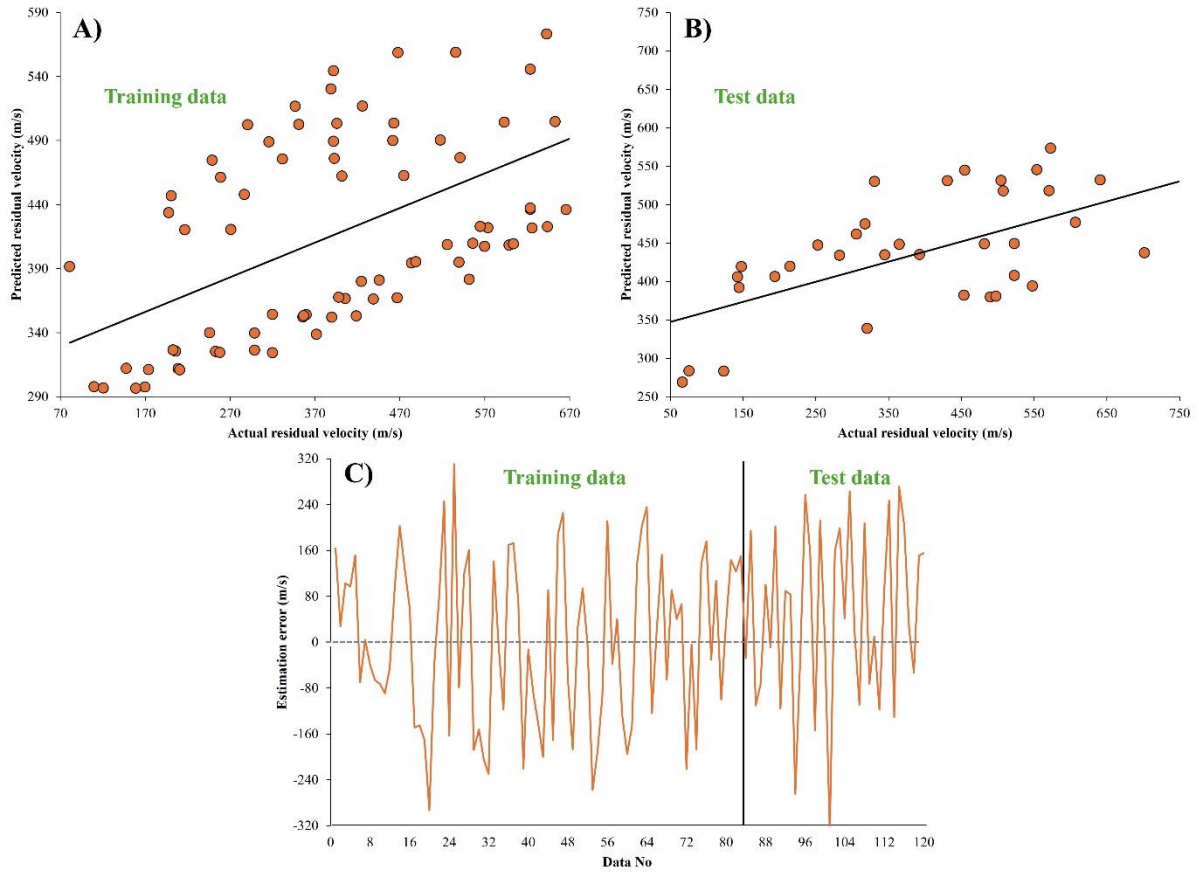 A)
Training data
Predicted residual velocity (m/s)
590
540
490
440
390
340
290
70 170 270 370 470 570 670
Actual residual velocity (m/s)
B)
Test data
Predicted residual velocity (m/s)
750
700
650
600
550
500
450
400
350
300
250
50 150 250 350 450 550 650 750
Actual residual velocity (m/s)
C)
Training data
Test data
Estimation error (m/s)
320
240
160
80
0
-80
-160
-240
-320
0 8 16 24 32 40 48 56 64 72 80 88 96 104 112 120
Data No